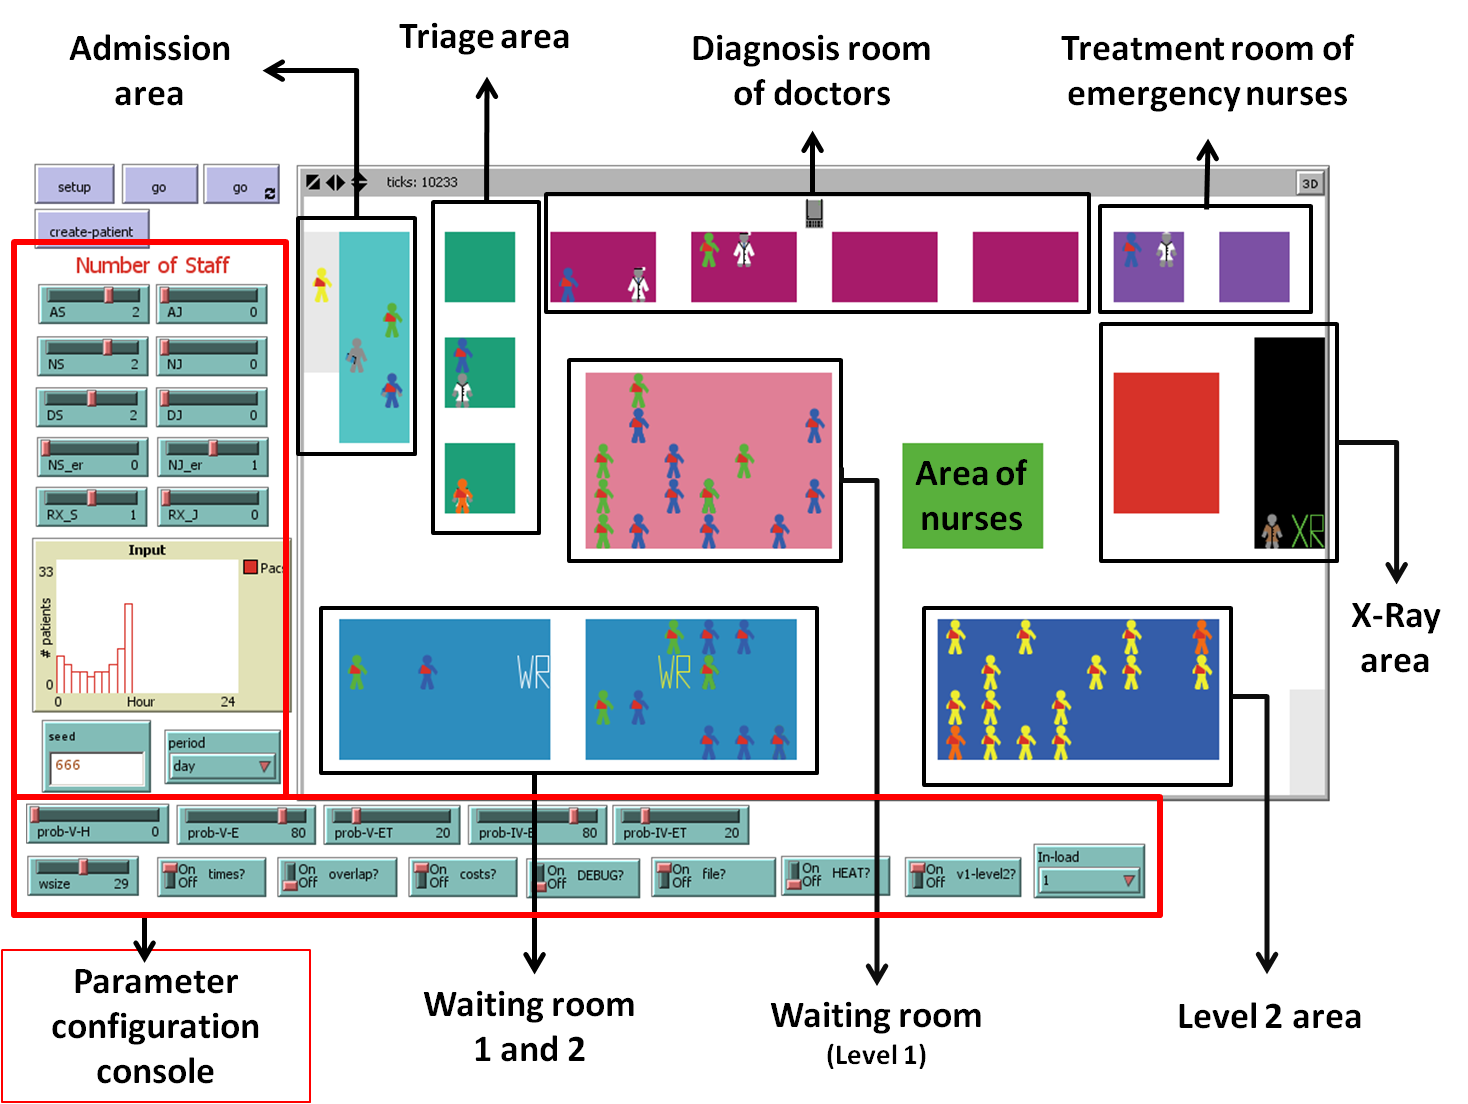 Admission
area
Triage area
Diagnosis room
of doctors
Treatment room of
emergency nurses
setup
go
go
ticks: 10233
3D
create-patient
Number of Staff
AS 2
AJ 0
NS 2
NJ 0
DS 2
DJ 0
NS_er 0
NJ_er 1
RX_S 1
RX_J 0
Area of
nurses
XR
Input
33
# patients
0
0
Hour
24
Pacs
X-Ray
area
WR
WR
seed
666
period
day
prob-V-H 0
prob-V-E 80
prob-V-ET 20
prob-IV-E 80
prob-IV-ET 20
wsize 29
On
Off
times?
On
Off
overlap?
On
Off
costs?
On
Off
DEBUG?
On
Off
file?
On
Off
HEAT?
On
Off
v1-level2?
In-load
1
Parameter
configuration
console
Waiting room
1 and 2
Waiting room
(Level 1)
Level 2 area